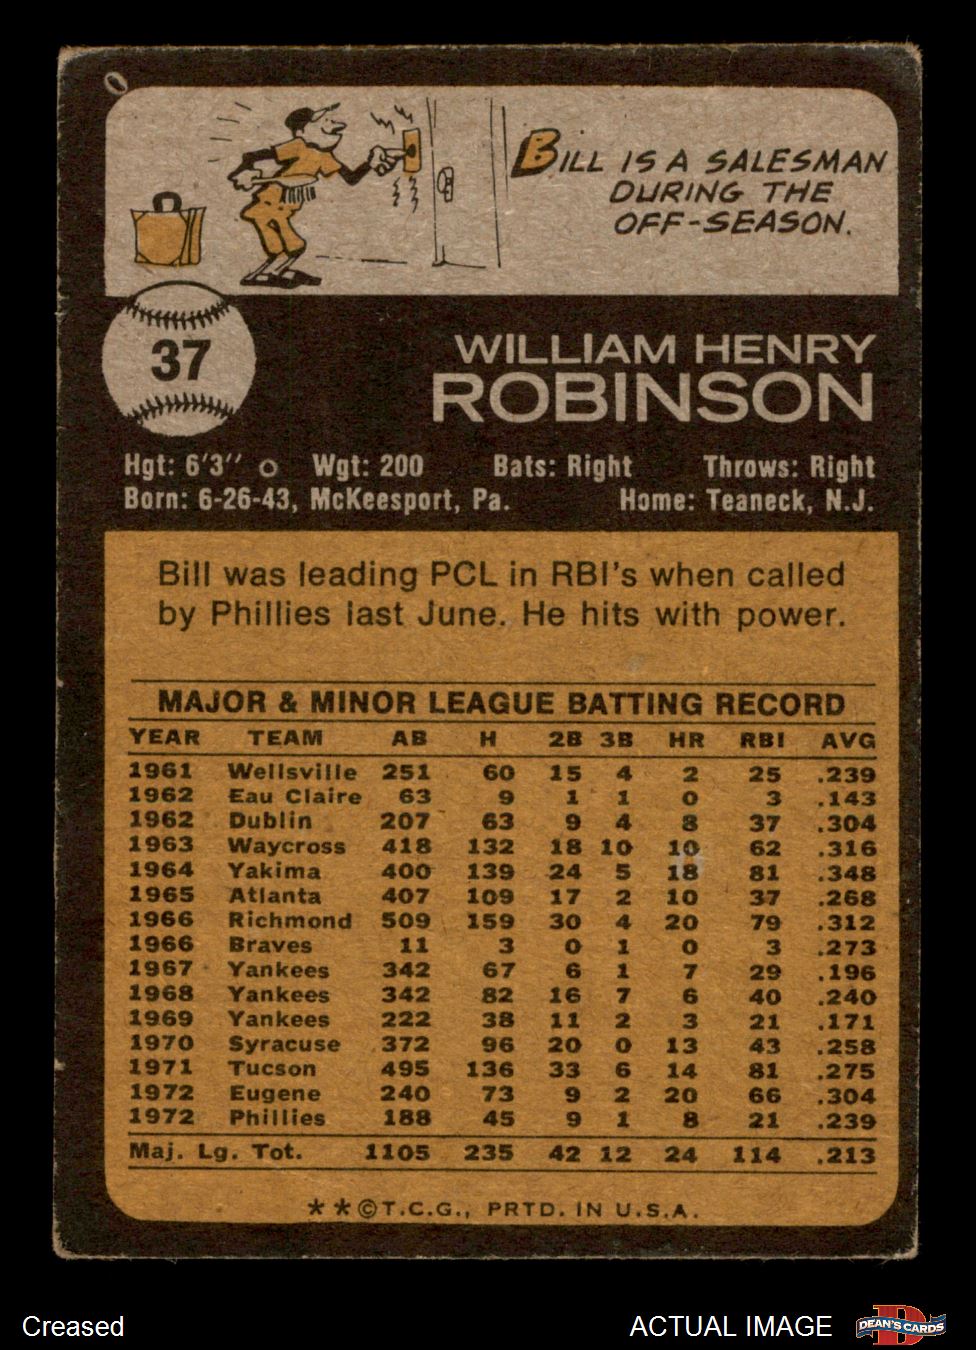 BILL IS A SALESMAN
DURING THE
OFF-SEASON.
37
WILLIAM HENRY
ROBINSON
Hgt: 6'3" Wgt: 200 Bats: Right Throws: Right
Born: 6-26-43, McKeesport, Pa. Home: Teaneck, N.J.
Bill was leading PCL in RBI's when called
by Phillies last June. He hits with power.
MAJOR & MINOR LEAGUE BATTING RECORD
YEAR TEAM AB H 2B 3B HR RBI AVG
1961 Wellsville 251 60 15 4 2 25 .239
1962 Eau Claire 63 9 1 1 0 3 .143
1962 Dublin 207 63 9 4 8 37 .304
1963 Waycross 418 132 18 10 10 62 .316
1964 Yakima 400 139 24 5 18 81 .348
1965 Atlanta 407 109 17 2 10 37 .268
1966 Richmond 509 159 30 4 20 79 .312
1966 Braves 11 3 0 1 0 3 .273
1967 Yankees 342 67 6 1 7 29 .196
1968 Yankees 342 82 16 7 6 40 .240
1969 Yankees 222 38 11 2 3 21 .171
1970 Syracuse 372 96 20 0 13 43 .258
1971 Tucson 495 136 33 6 14 81 .275
1972 Eugene 240 73 9 2 20 66 .304
1972 Phillies 188 45 9 1 8 21 .239
Maj. Lg. Tot. 1105 235 42 12 24 114 .213
**©T.C.G., PRTD. IN U.S.A.
Creased
ACTUAL IMAGE
D
DEAN'S CARDS